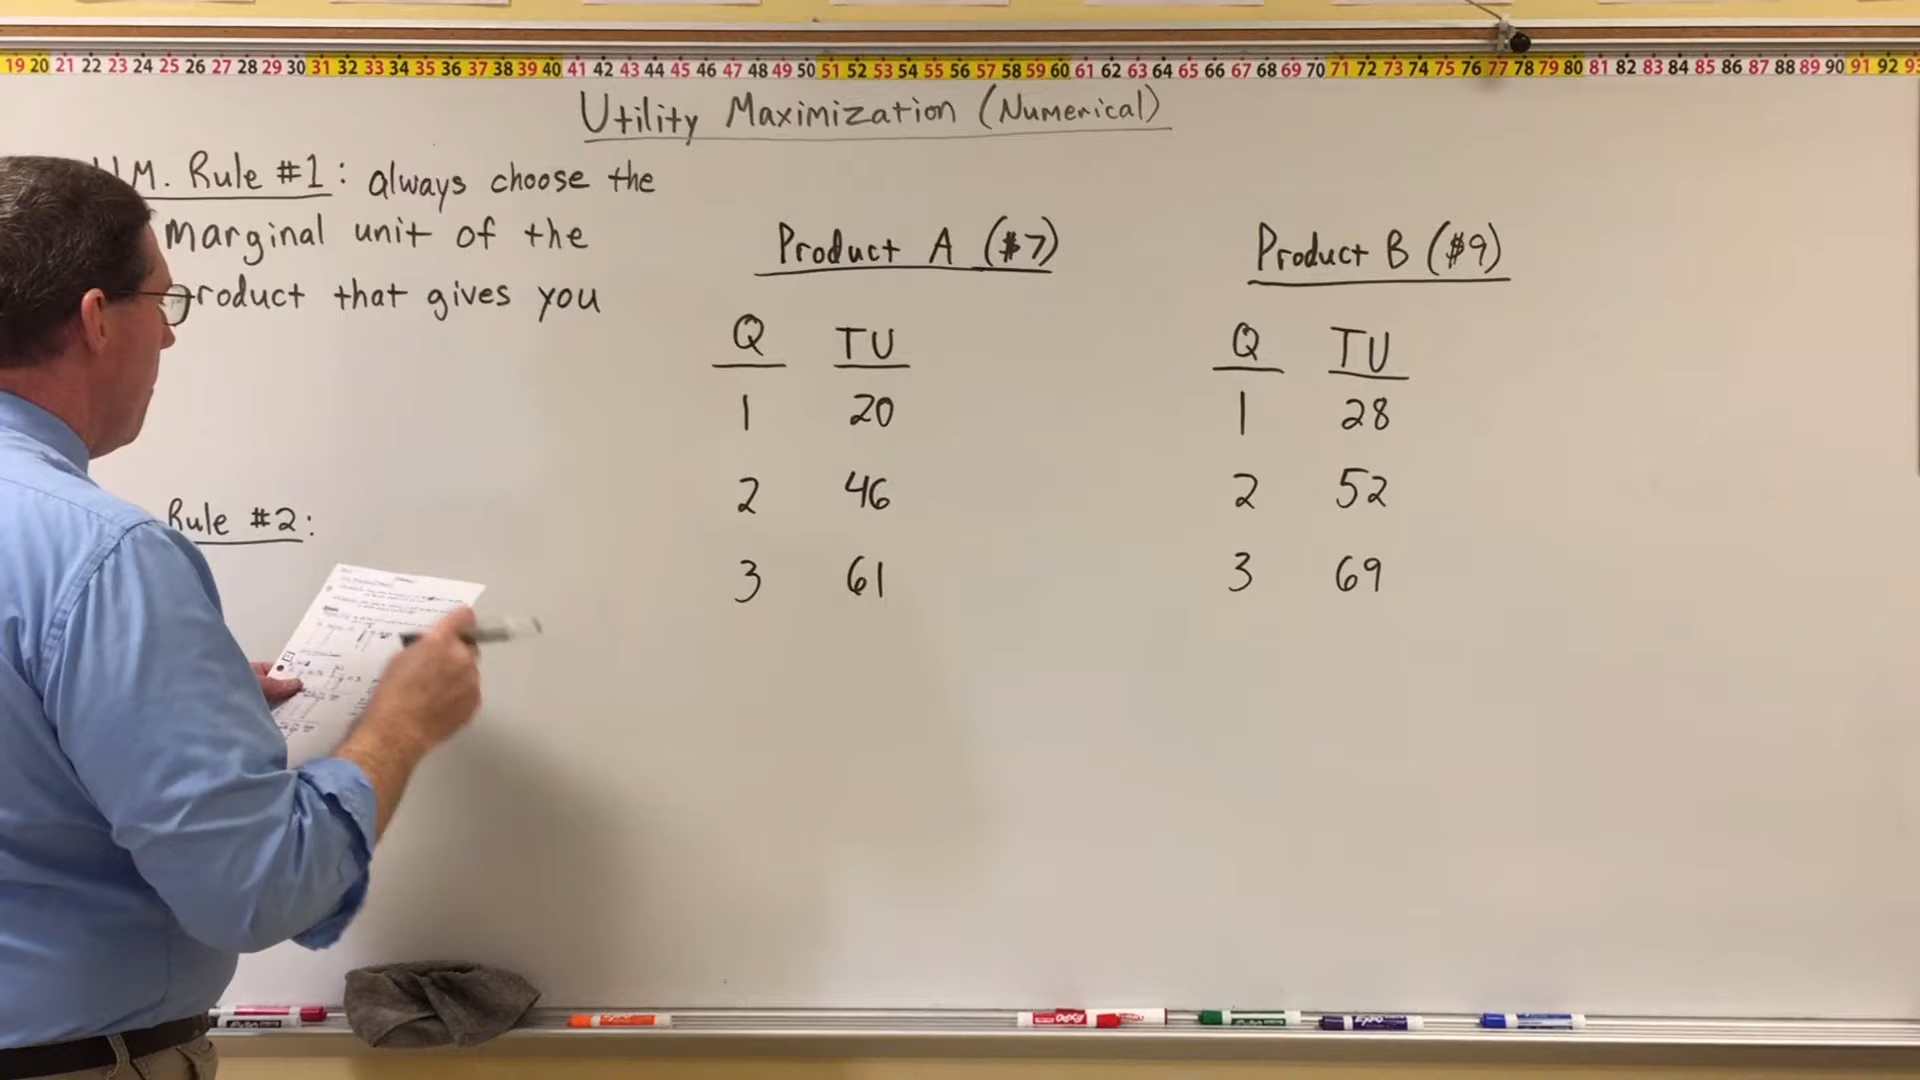 19 20 21 22 23 24 25 26 27 28 29 30 31 32 33 34 35 36 37 38 39 40 41 42 43 44 45 46 47 48 49 50 51 52 53 54 55 56 57 58 59 60 61 62 63 64 65 66 67 68 69 70 71 72 73 74 75 76 77 78 79 80 81 82 83 84 85 86 87 88 89 90 91 92
Utility Maximization (Numerical)
M. Rule #1: always choose the
marginal unit of the
product that gives you
Rule #2:
Product A ($7)
Q TU
1 20
2 46
3 61
Product B ($9)
Q TU
1 28
2 52
3 69
EXPO